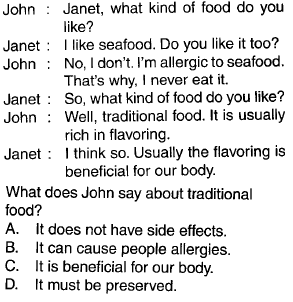 John : Janet, what kind of food do you
like?
Janet : I like seafood. Do you like it too?
John : No, I don't. I'm allergic to seafood.
That's why, I never eat it.
Janet : So, what kind of food do you like?
John : Well, traditional food. It is usually
rich in flavoring.
Janet : I think so. Usually the flavoring is
beneficial for our body.
What does John say about traditional
food?
A. It does not have side effects.
B. It can cause people allergies.
C. It is beneficial for our body.
D. It must be preserved.